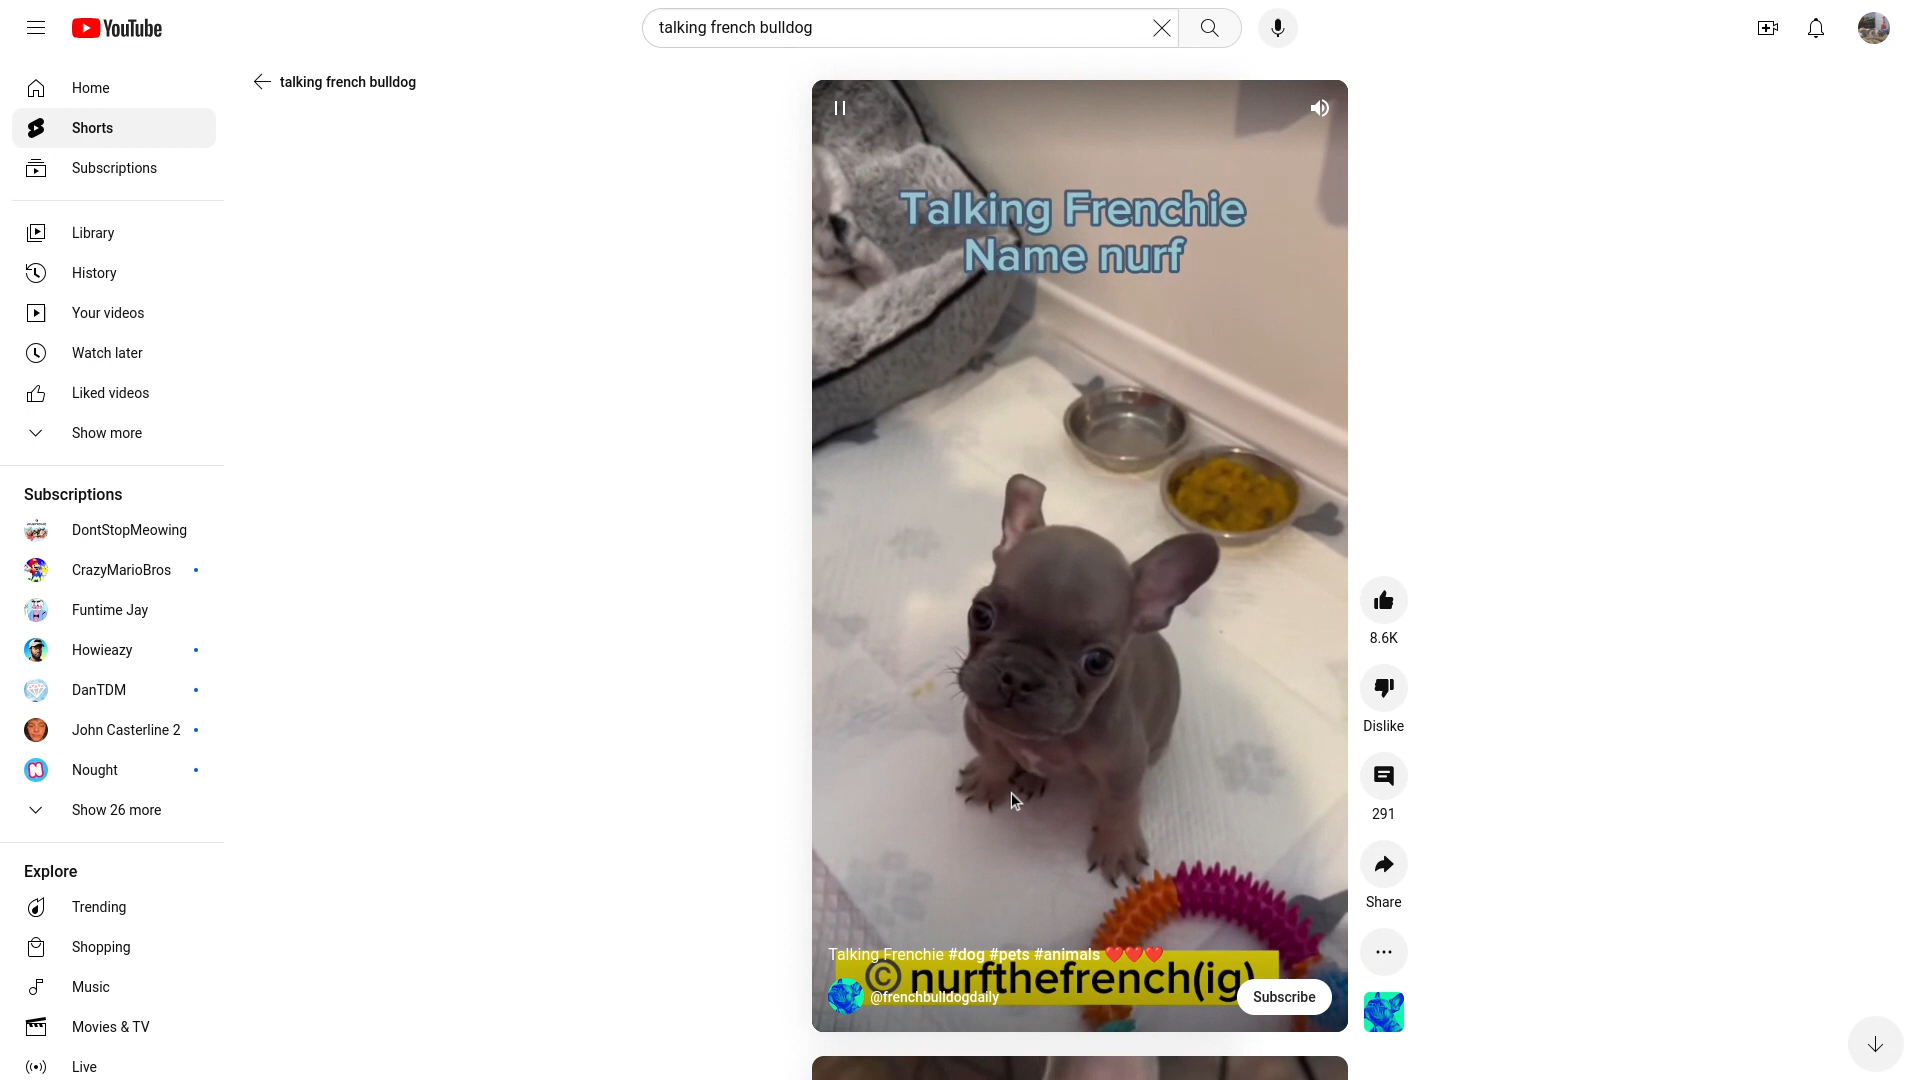 YouTube
talking french bulldog
Home
Shorts
Subscriptions
Library
History
Your videos
Watch later
Liked videos
Show more
Subscriptions
DontStopMeowing
CrazyMarioBros
Funtime Jay
Howieazy
DanTDM
John Casterline 2
Nought
Show 26 more
Explore
Trending
Shopping
Music
Movies & TV
Live
talking french bulldog
Talking Frenchie
Name nurf
Talking Frenchie #dog #pets #animals ❤️❤️❤️
© nurfthefrench(ig)
@frenchbulldogdaily
Subscribe
8.6K
Dislike
291
Share